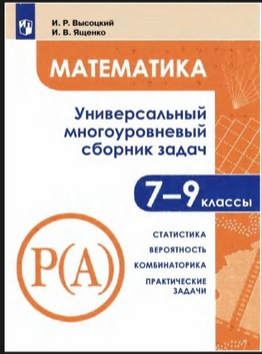 И. Р. Высоцкий
И. В. Ященко
МАТЕМАТИКА
Универсальный
многоуровневый
сборник задач
7–9 классы
СТАТИСТИКА
ВЕРОЯТНОСТЬ
КОМБИНАТОРИКА
ПРАКТИЧЕСКИЕ
ЗАДАЧИ
P(A)